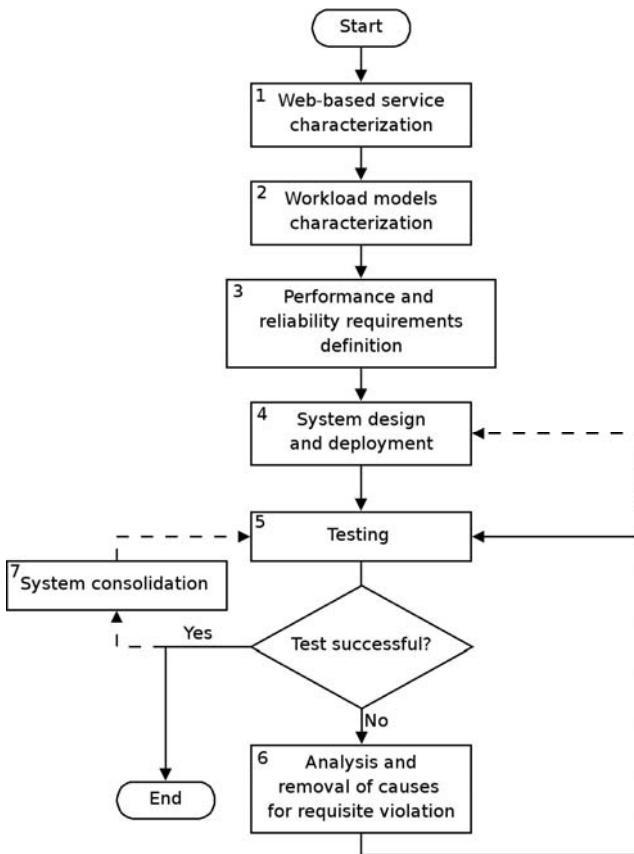 Start
1
Web-based service
characterization
2
Workload models
characterization
3
Performance and
reliability requirements
definition
4
System design
and deployment
5
Testing
7
System consolidation
Yes
Test successful?
No
6
Analysis and
removal of causes
for requisite violation
End